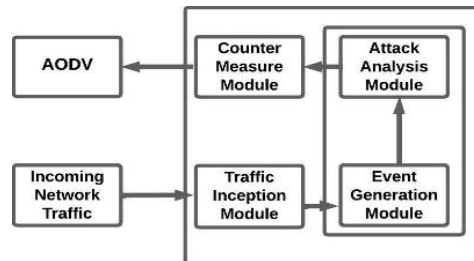 AODV
Counter
Measure
Module
Attack
Analysis
Module
Incoming
Network
Traffic
Traffic
Inception
Module
Event
Generation
Module